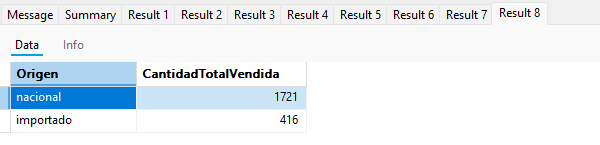 Message Summary Result 1 Result 2 Result 3 Result 4 Result 5 Result 6 Result 7 Result 8
Data Info
Origen CantidadTotalVendida
nacional 1721
importado 416